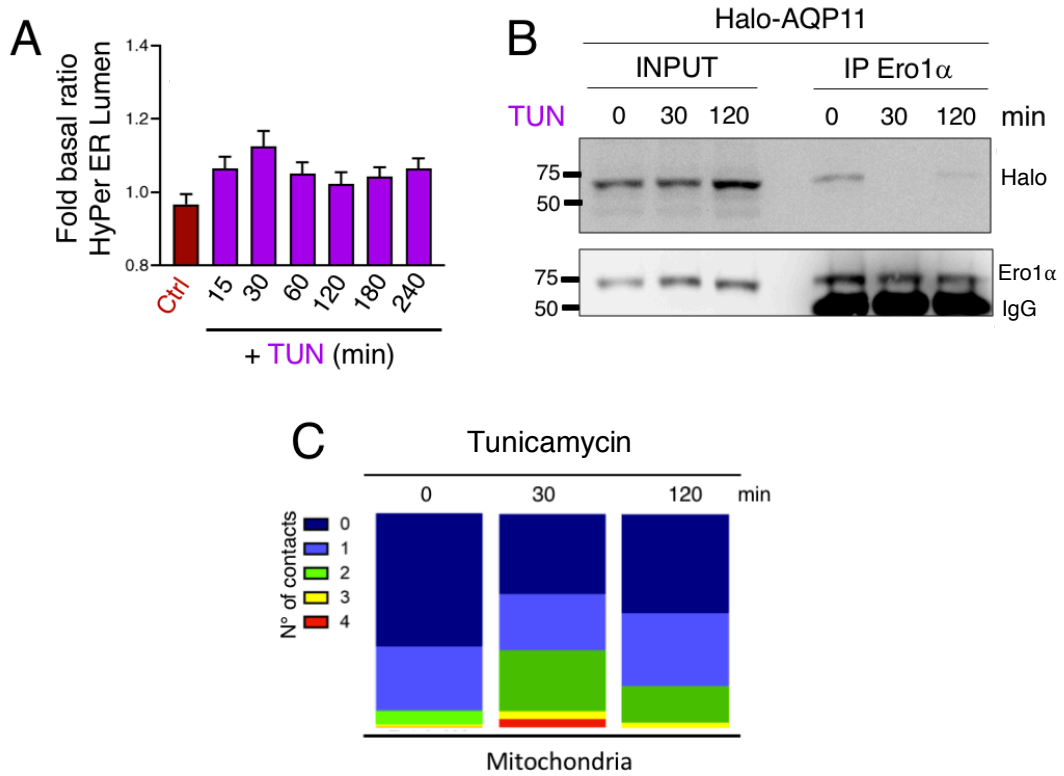 A
Fold basal ratio
HyPer ER Lumen
1.4
1.2
1.0
0.8
Ctrl
15
30
60
120
180
240
+ TUN (min)
B
Halo-AQP11
INPUT
IP Ero1α
TUN
0
30
120
0
30
120
min
75
50
Halo
75
50
Ero1α
IgG
C
Tunicamycin
0
30
120
min
N° of contacts
0
1
2
3
4
Mitochondria